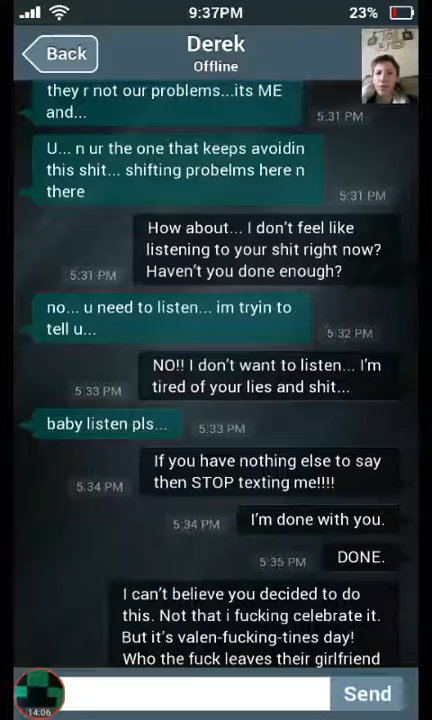 9:37PM
23%
Back
Derek
Offline
they r not our problems...its ME
and...
5:31 PM
U... n ur the one that keeps avoidin
this shit... shifting probelms here n
there
5:31 PM
How about... I don't feel like
listening to your shit right now?
Haven't you done enough?
5:31 PM
no... u need to listen... im tryin to
tell u...
5:32 PM
NO!! I don't want to listen... I'm
tired of your lies and shit...
5:33 PM
baby listen pls...
5:33 PM
If you have nothing else to say
then STOP texting me!!!!
5:34 PM
I'm done with you.
5:34 PM
DONE.
5:35 PM
I can't believe you decided to do
this. Not that i fucking celebrate it.
But it's valen-fucking-tines day!
Who the fuck leaves their girlfriend
14:06
Send